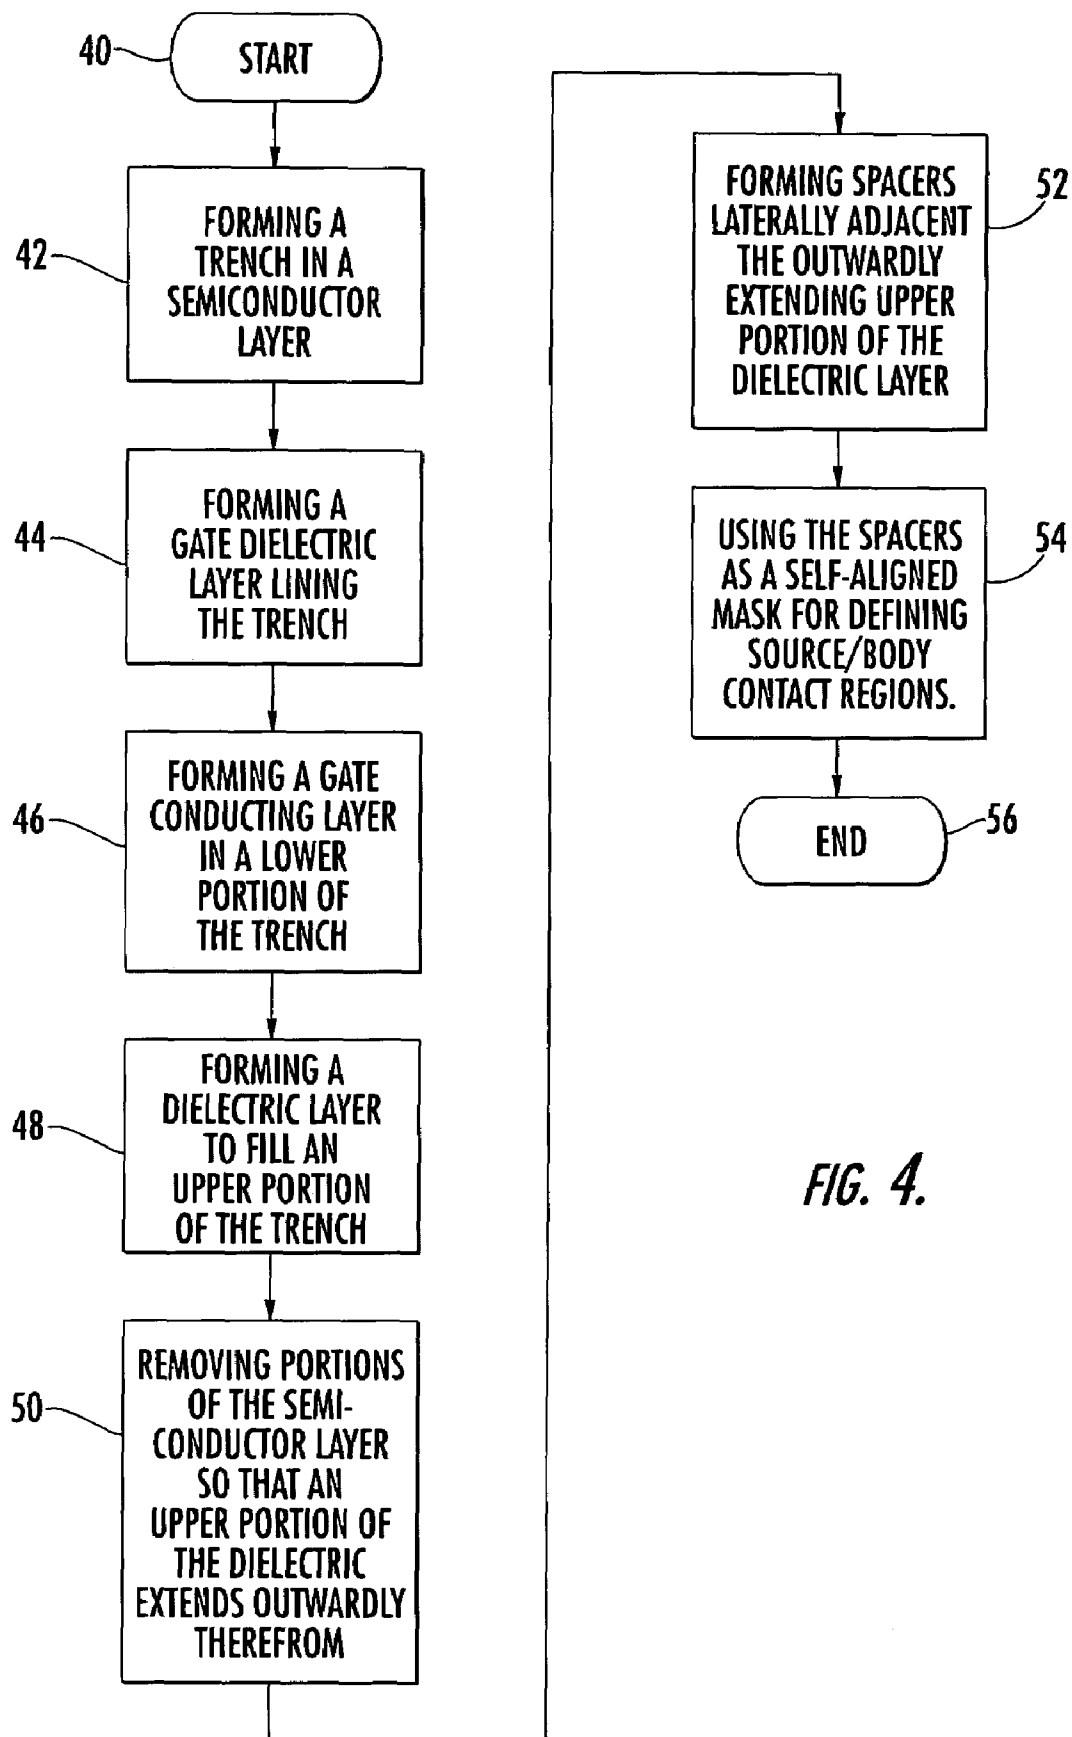 40
START
42
FORMING A
TRENCH IN A
SEMICONDUCTOR
LAYER
44
FORMING A
GATE DIELECTRIC
LAYER LINING
THE TRENCH
46
FORMING A GATE
CONDUCTING LAYER
IN A LOWER
PORTION OF
THE TRENCH
48
FORMING A
DIELECTRIC LAYER
TO FILL AN
UPPER PORTION
OF THE TRENCH
50
REMOVING PORTIONS
OF THE SEMI-
CONDUCTOR LAYER
SO THAT AN
UPPER PORTION OF
THE DIELECTRIC
EXTENDS OUTWARDLY
THEREFROM
52
FORMING SPACERS
LATERALLY ADJACENT
THE OUTWARDLY
EXTENDING UPPER
PORTION OF THE
DIELECTRIC LAYER
54
USING THE SPACERS
AS A SELF-ALIGNED
MASK FOR DEFINING
SOURCE/BODY
CONTACT REGIONS.
56
END
FIG. 4.